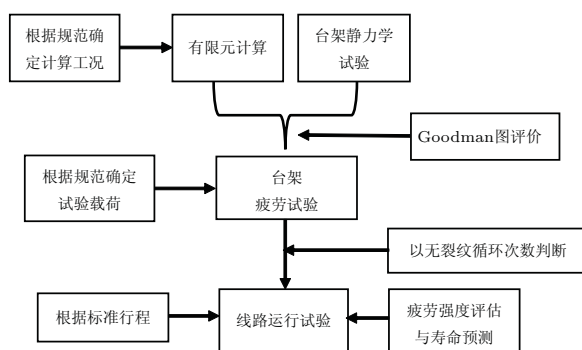 根据规范确
定计算工况
有限元计算
台架静力学
试验
Goodman图评价
根据规范确定
试验载荷
台架
疲劳试验
以无裂纹循环次数判断
根据标准行程
线路运行试验
疲劳强度评估
与寿命预测